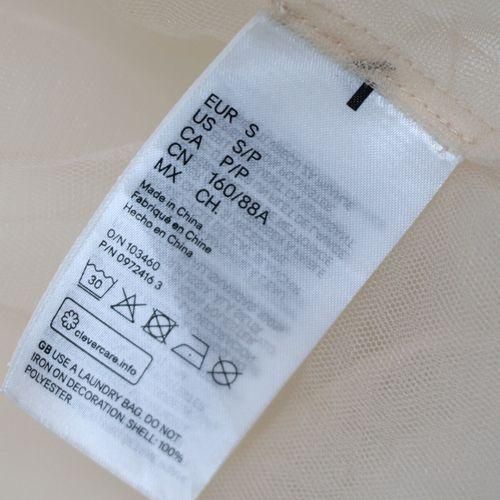 EUR S
US S/P
CA P/P
CN 160/88A
MX CH.
Made in China
Fabriqué en Chine
Hecho en China
O/N 103460
P/N 0972416 3
30
clevercare.info
GB USE A LAUNDRY BAG. DO NOT
IRON ON DECORATION. SHELL: 100%
POLYESTER.